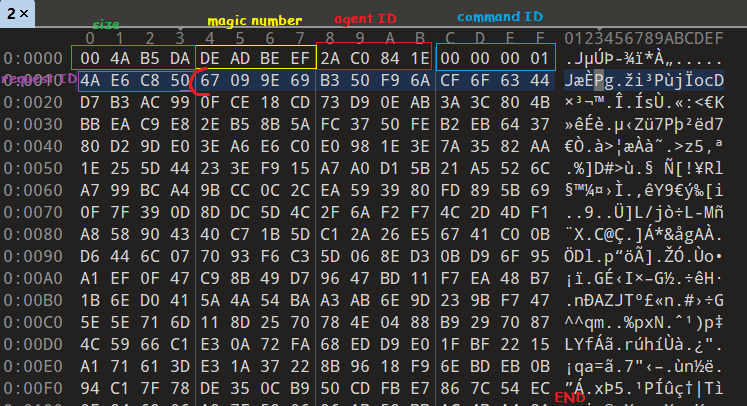 2 ×
size magic number agent ID command ID
0 1 2 3 4 5 6 7 8 9 A B C D E F 0123456789ABCDEF
0:0000 00 4A B5 DA DE AD BE EF 2A C0 84 1E 00 00 00 01 .JµÚÞ-¾ï*À„.....
request ID
0:0010 4A E6 C8 50 67 09 9E 69 B3 50 F9 6A CF 6F 63 44 JæÈPg.ži³PùjÏocD
0:0020 D7 B3 AC 99 0F CE 18 CD 73 D9 0E AB 3A 3C 80 4B ׳¬™.Î.ÍsÙ.«:<€K
0:0030 BB EA C9 E8 2E B5 8B 5A FC 37 50 FE B2 EB 64 37 »êÉè.µ‹Zü7Pþ²ëd7
0:0040 80 D2 9D E0 3E A6 E6 C0 E0 98 1E 3E 7A 35 82 AA €Ò.à>¦æÀà˜.>z5‚ª
0:0050 1E 25 5D 44 23 3E F9 15 A7 A0 D1 5B 21 A5 52 6C .%]D#>ù.§ Ñ[!¥Rl
0:0060 A7 99 BC A4 9B CC 0C 2C EA 59 39 80 FD 89 5B 69 §™¼¤›Ì.,êY9€ý‰[i
0:0070 0F 7F 39 0D 8D DC 5D 4C 2F 6A F2 F7 4C 2D 4D F1 ..9..Ü]L/jò÷L-Mñ
0:0080 A8 58 90 43 40 C7 1B 5D C1 2A 26 E5 67 41 C0 0B ¨X.C@Ç.]Á*&ågAÀ.
0:0090 D6 44 6C 07 70 93 F6 C3 5D 06 8E D3 0B D9 6F 95 ÖDl.p“öÃ].ŽÓ.Ùo•
0:00A0 A1 EF 0F 47 C9 8B 49 D7 96 47 BD 11 F7 EA 48 B7 ¡ï.GÉ‹I×–G½.÷êH·
0:00B0 1B 6E D0 41 5A 4A 54 BA A3 AB 6E 9D 23 9B F7 47 .nÐAZJTº£«n.#›÷G
0:00C0 5E 5E 71 6D 11 8D 25 70 78 4E 04 88 B9 29 70 87 ^^qm..%pxN.ˆ¹)p‡
0:00D0 4C 59 66 C1 E3 0A 72 FA 68 ED D9 E0 1F BF 22 15 LYfÁã.rúhíÙà.¿".
0:00E0 A1 71 61 3D E3 1A 37 22 8B 96 18 F9 6E BD EB 0B ¡qa=ã.7"‹–.ùn½ë.
0:00F0 94 C1 7F 78 DE 35 0C B9 50 CD FB E7 86 7C 54 EC ”Á.xÞ5.¹PÍûç†|Tì
END